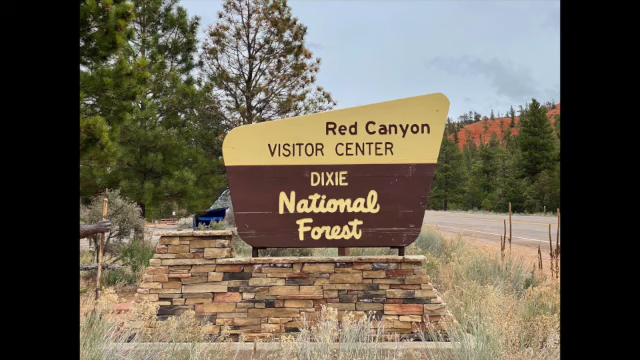 Red Canyon
VISITOR CENTER
DIXIE
National
Forest